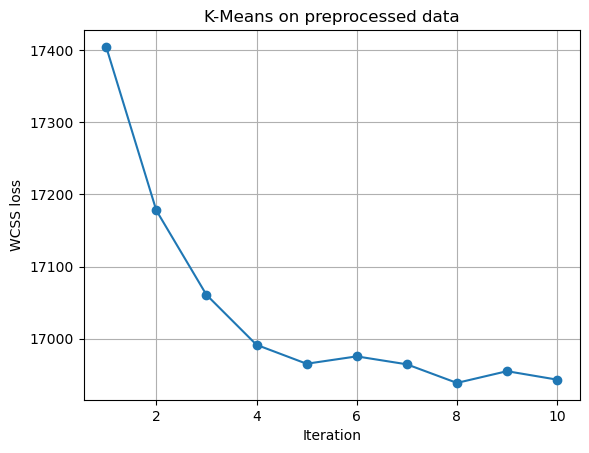 K-Means on preprocessed data
17400
17300
17200
17100
17000
WCSS loss
2 4 6 8 10
Iteration